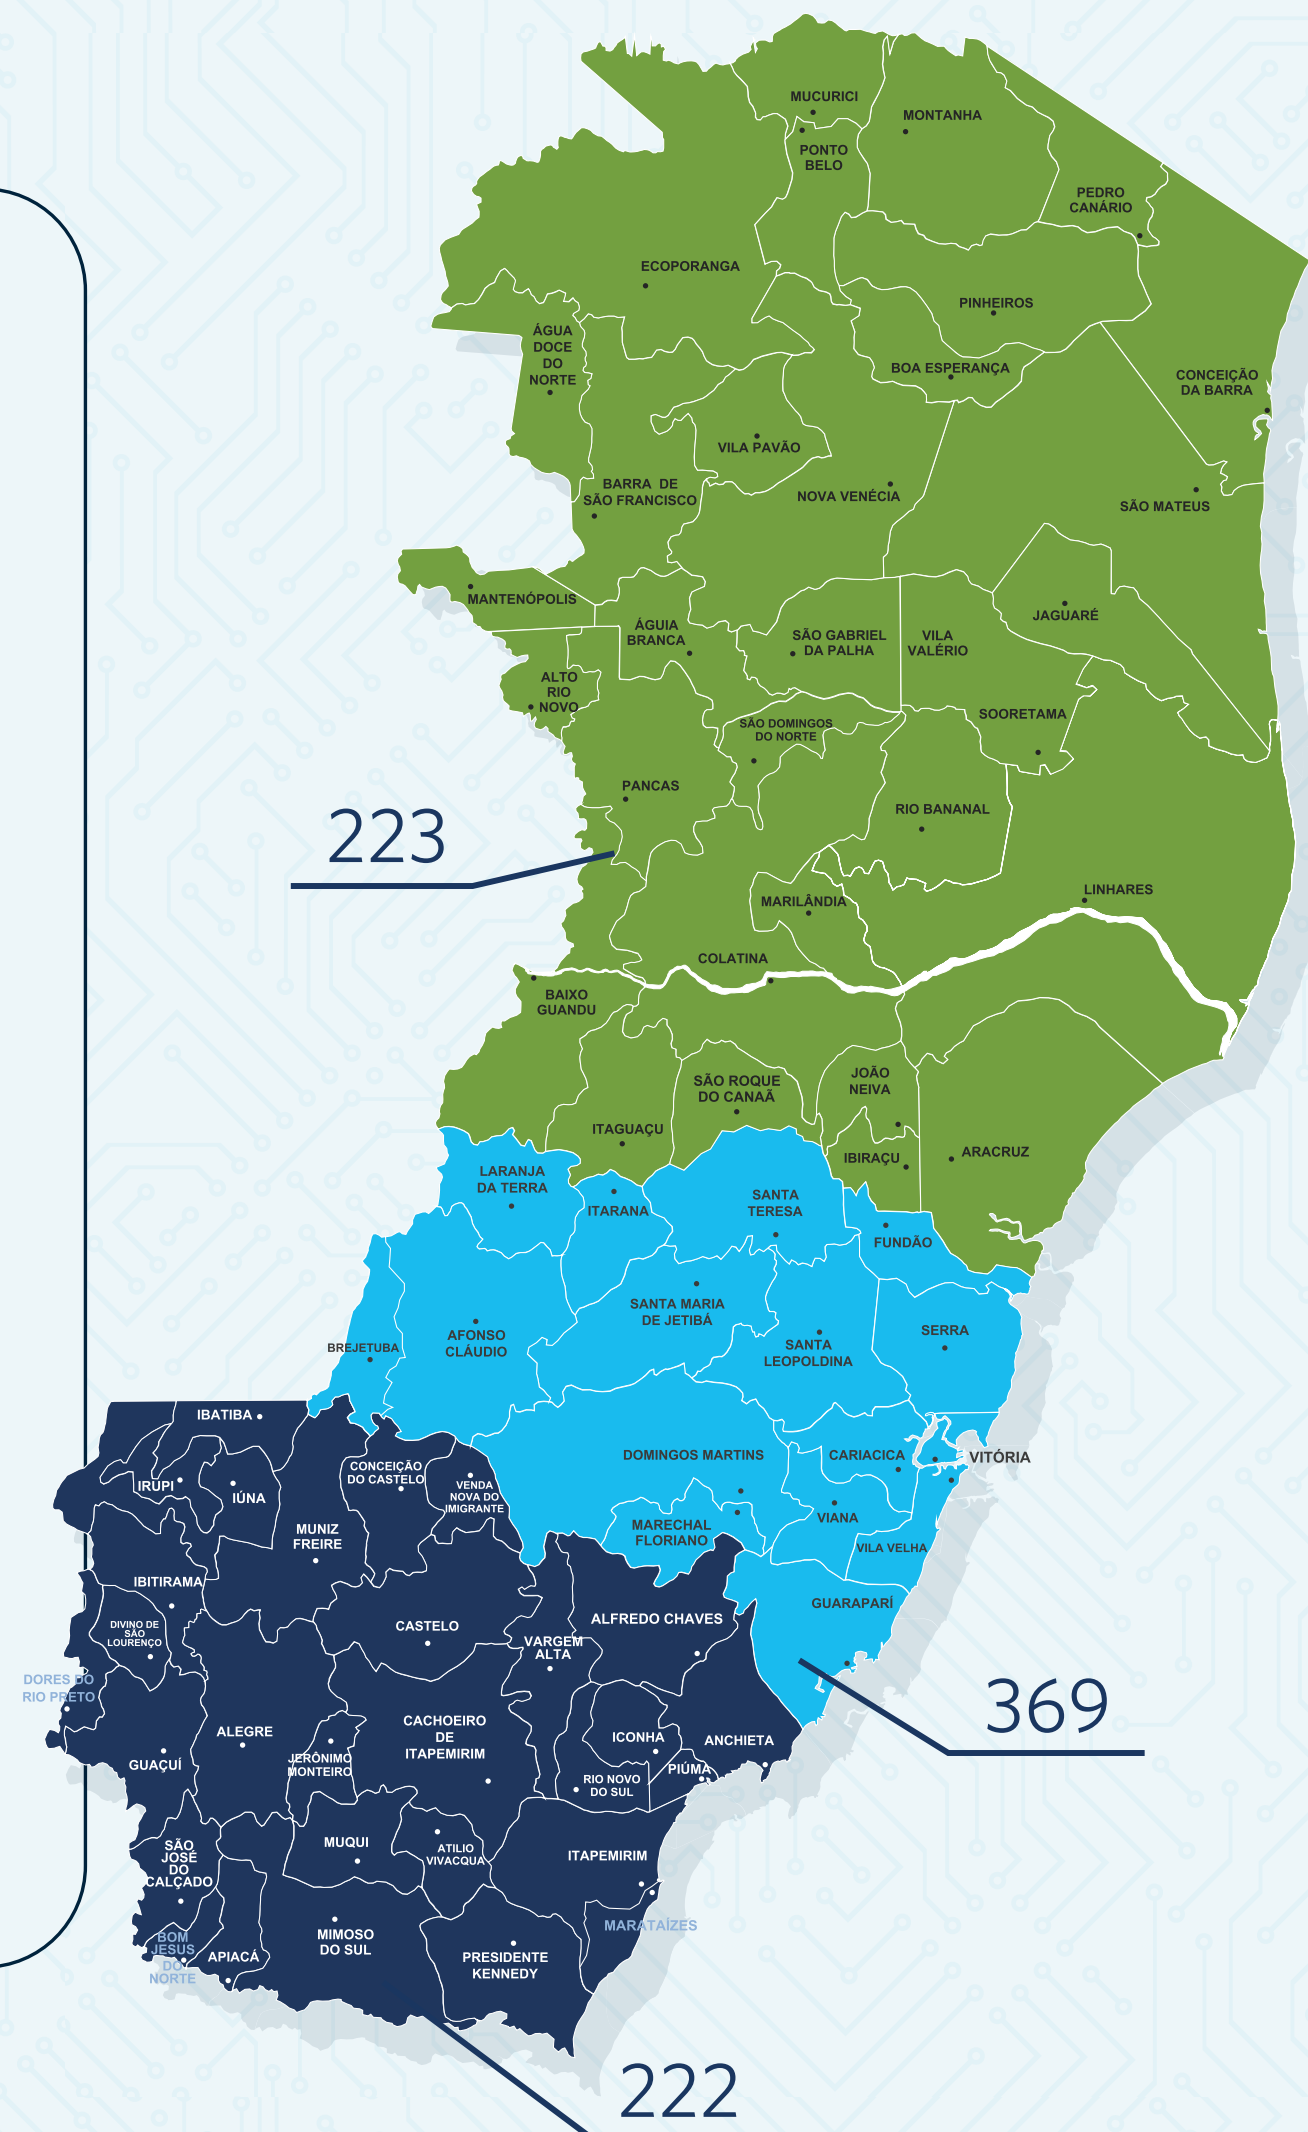 MUCURICI
MONTANHA
PONTO
BELO
PEDRO
CANÁRIO
ECOPORANGA
PINHEIROS
ÁGUA
DOCE
DO
NORTE
BOA ESPERANÇA
CONCEIÇÃO
DA BARRA
VILA PAVÃO
BARRA DE
SÃO FRANCISCO
NOVA VENÉCIA
SÃO MATEUS
MANTENÓPOLIS
JAGUARÉ
ÁGUIA
BRANCA
SÃO GABRIEL
DA PALHA
VILA
VALÉRIO
ALTO
RIO
NOVO
SOORETAMA
SÃO DOMINGOS
DO NORTE
PANCAS
RIO BANANAL
223
LINHARES
MARILÂNDIA
COLATINA
BAIXO
GUANDU
JOÃO
NEIVA
SÃO ROQUE
DO CANAÃ
ITAGUAÇU
IBIRAÇU
ARACRUZ
LARANJA
DA TERRA
ITARANA
SANTA
TERESA
FUNDÃO
SANTA MARIA
DE JETIBÁ
AFONSO
CLÁUDIO
BREJETUBA
SANTA
LEOPOLDINA
SERRA
IBATIBA
DOMINGOS MARTINS
CARIACICA
VITÓRIA
CONCEIÇÃO
DO CASTELO
IRUPI
IÚNA
VENDA
NOVA DO
IMIGRANTE
MUNIZ
FREIRE
MARECHAL
FLORIANO
VIANA
VILA VELHA
IBITIRAMA
GUARAPARÍ
DIVINO DE
SÃO
LOURENÇO
CASTELO
ALFREDO CHAVES
VARGEM
ALTA
DORES DO
RIO PRETO
369
ALEGRE
CACHOEIRO
DE
ITAPEMIRIM
ICONHA
ANCHIETA
GUAÇUÍ
JERÔNIMO
MONTEIRO
PIÚMA
RIO NOVO
DO SUL
SÃO
JOSÉ
DO
CALÇADO
MUQUI
ATILIO
VIVACQUA
ITAPEMIRIM
MARATAÍZES
BOM
JESUS
DO
NORTE
APIACÁ
MIMOSO
DO SUL
PRESIDENTE
KENNEDY
222